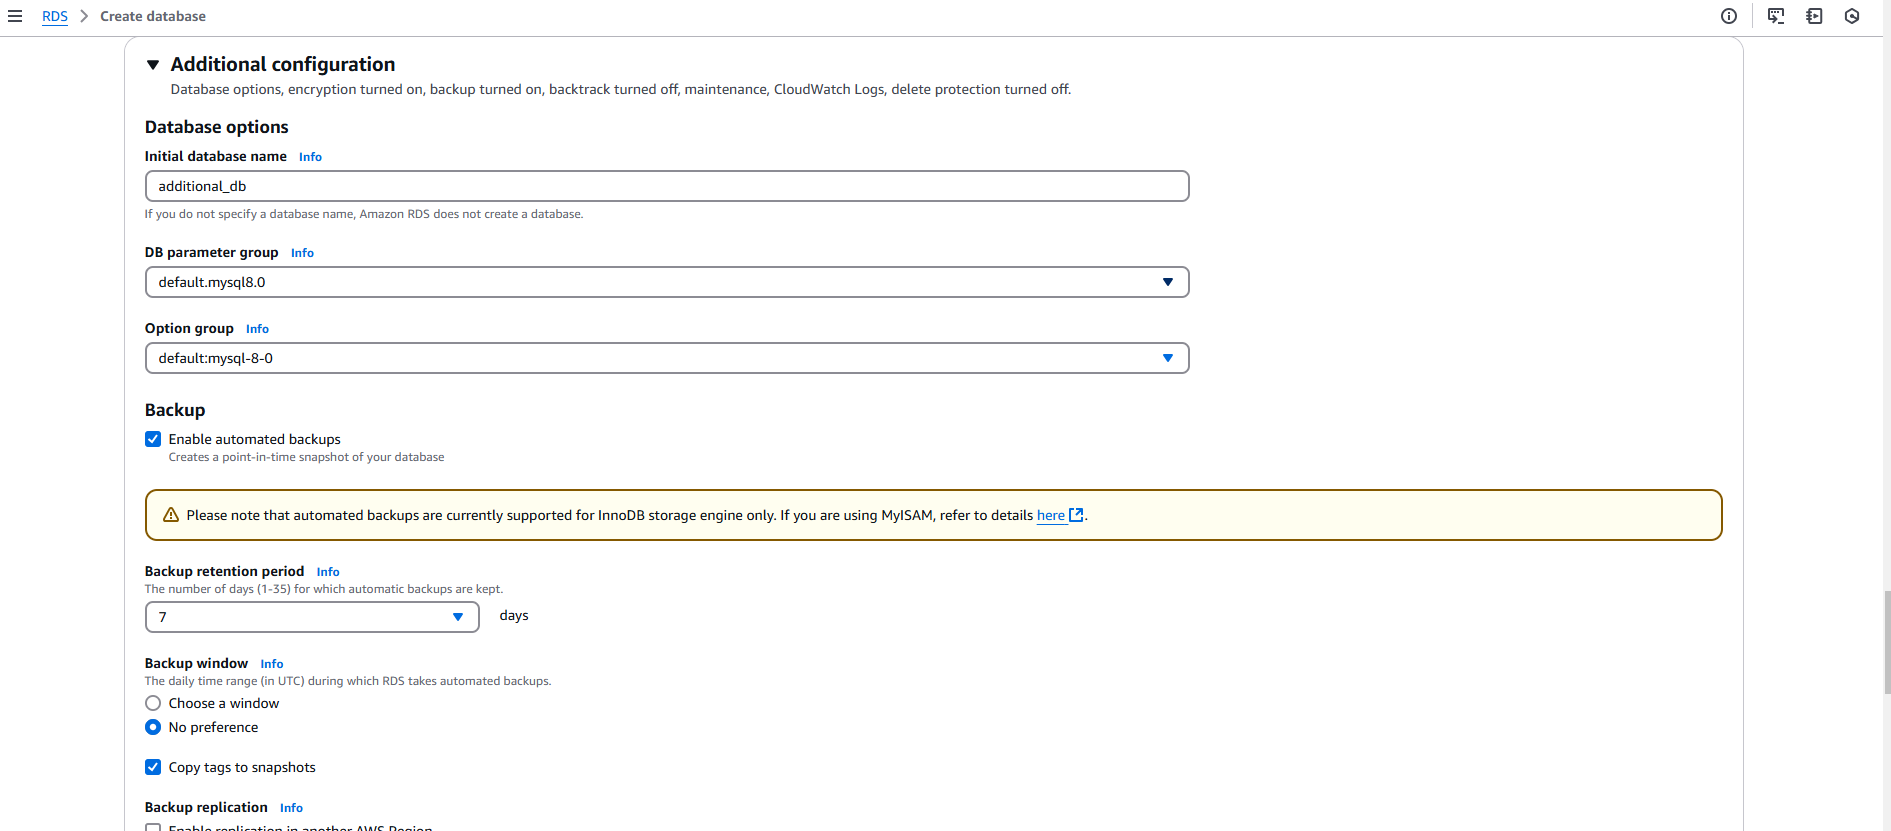 RDS > Create database
Additional configuration
Database options, encryption turned on, backup turned on, backtrack turned off, maintenance, CloudWatch Logs, delete protection turned off.
Database options
Initial database name Info
additional_db
If you do not specify a database name, Amazon RDS does not create a database.
DB parameter group Info
default.mysql8.0
Option group Info
default:mysql-8-0
Backup
Enable automated backups
Creates a point-in-time snapshot of your database
Please note that automated backups are currently supported for InnoDB storage engine only. If you are using MyISAM, refer to details here.
Backup retention period Info
The number of days (1-35) for which automatic backups are kept.
7 days
Backup window Info
The daily time range (in UTC) during which RDS takes automated backups.
Choose a window
No preference
Copy tags to snapshots
Backup replication Info
Enable replication in another AWS Region